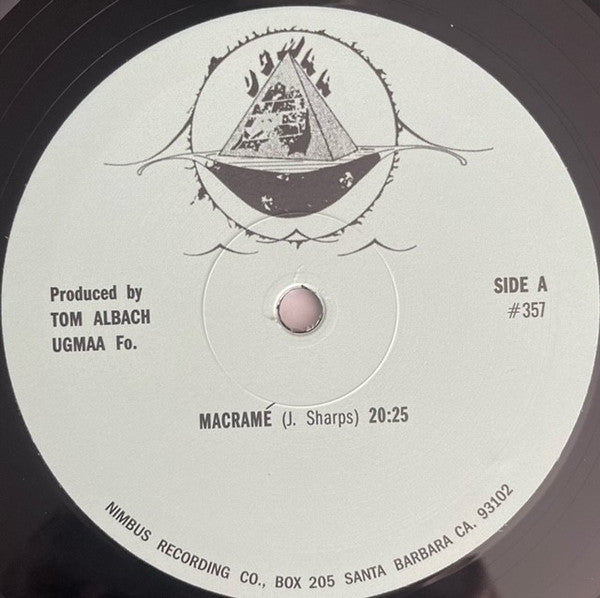 Produced by
TOM ALBACH
UGMAA Fo.
SIDE A
#357
MACRAMÉ (J. Sharps) 20:25
NIMBUS RECORDING CO., BOX 205 SANTA BARBARA CA. 93102